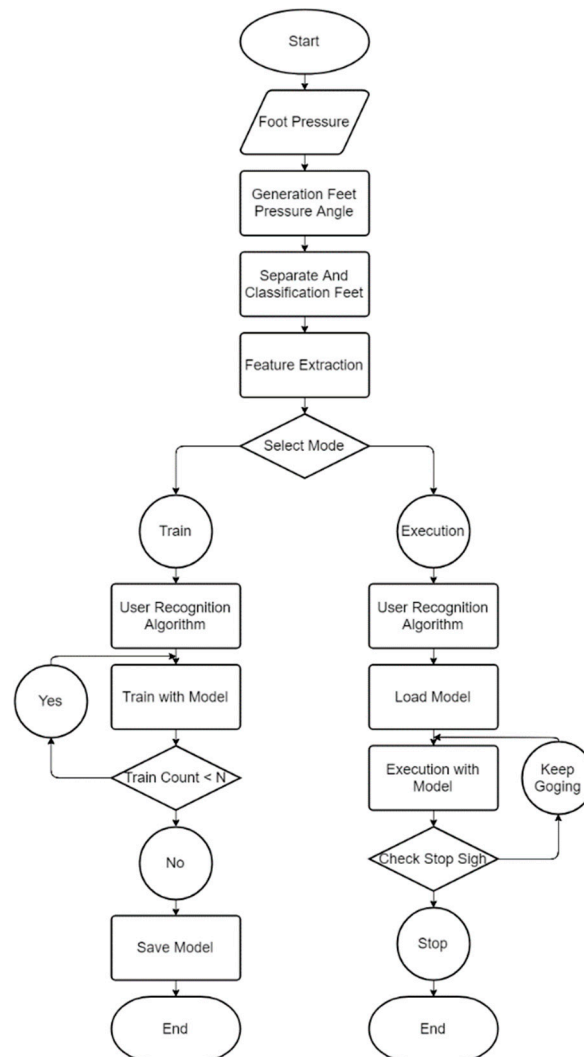 Start
Foot Pressure
Generation Feet
Pressure Angle
Separate And
Classification Feet
Feature Extraction
Select Mode
Train
User Recognition
Algorithm
Train with Model
Yes
Train Count < N
No
Save Model
End
Execution
User Recognition
Algorithm
Load Model
Execution with
Model
Keep
Goging
Check Stop Sigh
Stop
End